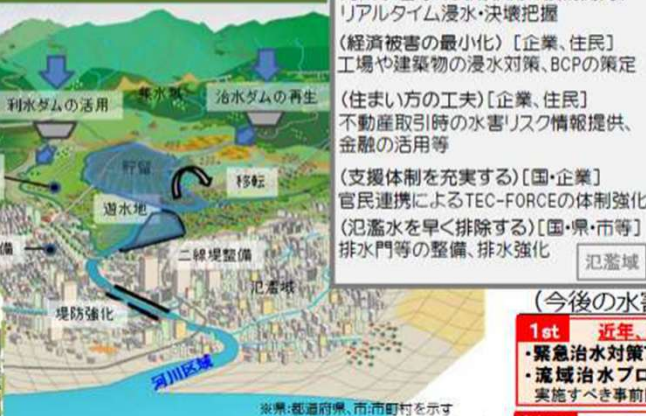 利水ダムの活用
集水域
治水ダムの再生
貯留
移転
遊水地
備
二線堤整備
氾濫域
堤防強化
河川区域
※県:都道府県、市:市町村を示す
リアルタイム浸水・決壊把握
(経済被害の最小化) [企業、住民]
工場や建築物の浸水対策、BCPの策定
(住まい方の工夫)[企業、住民]
不動産取引時の水害リスク情報提供、
金融の活用等
(支援体制を充実する)[国・企業]
官民連携によるTEC-FORCEの体制強化
(氾濫水を早く排除する)[国・県・市等]
排水門等の整備、排水強化
氾濫域
(今後の水害
1st 近年、
・緊急治水対策
・流域治水プロ
実施すべき事前